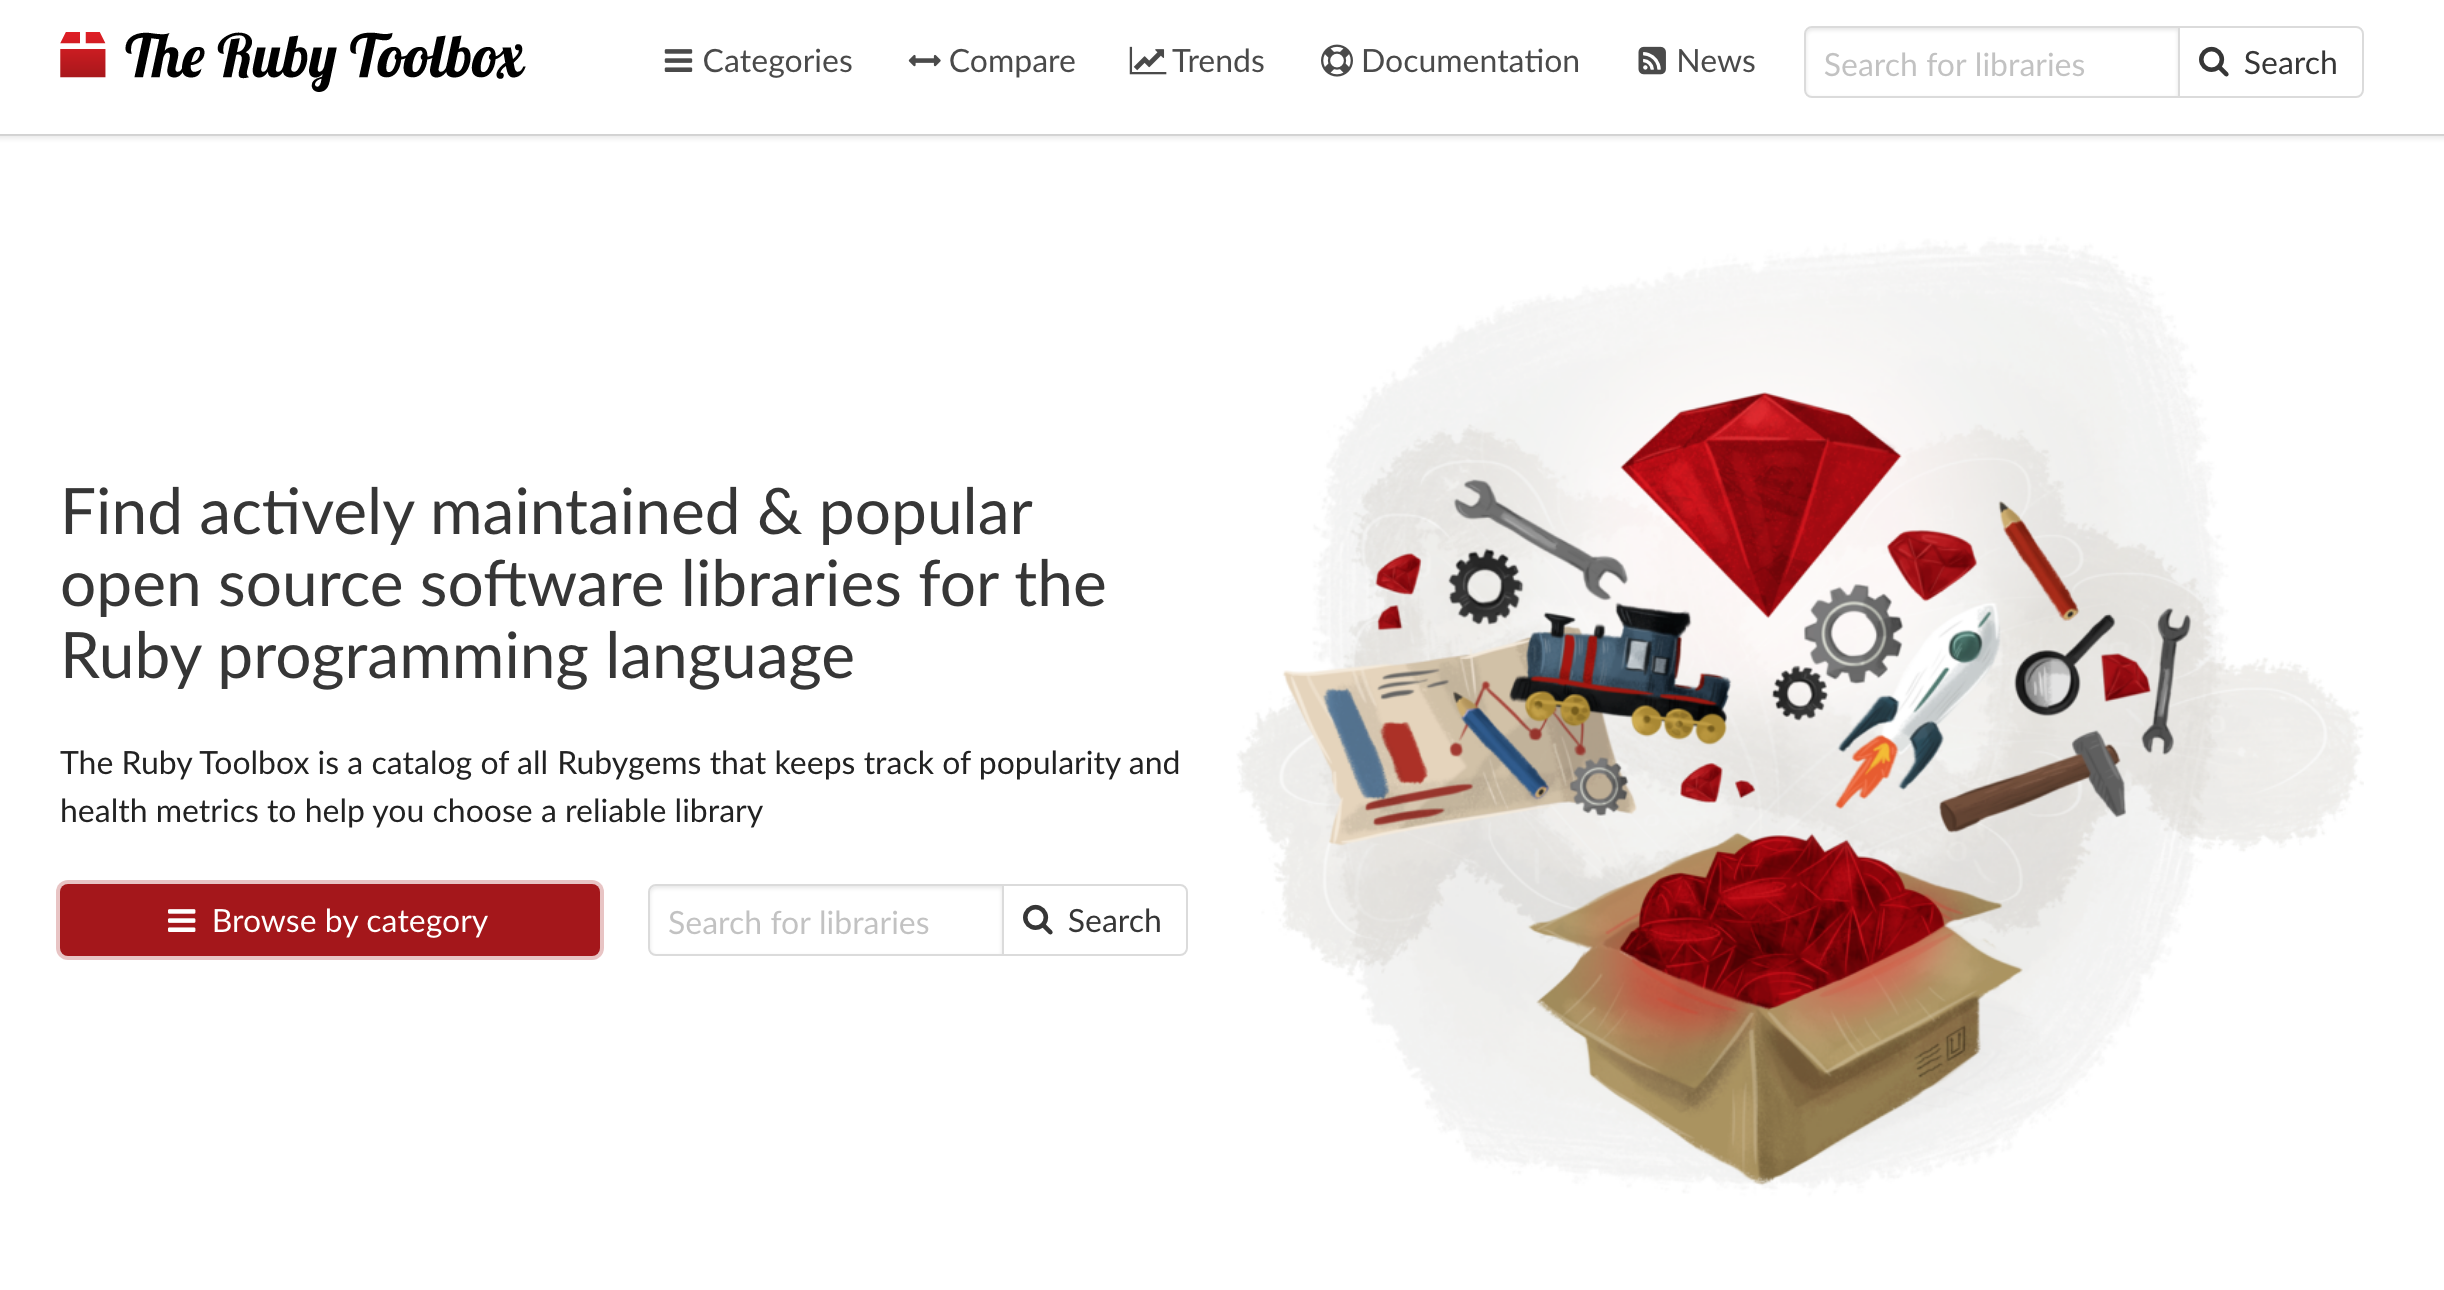 The Ruby Toolbox
Categories
Compare
Trends
Documentation
News
Search for libraries
Search
Find actively maintained & popular
open source software libraries for the
Ruby programming language
The Ruby Toolbox is a catalog of all Rubygems that keeps track of popularity and
health metrics to help you choose a reliable library
Browse by category
Search for libraries
Search